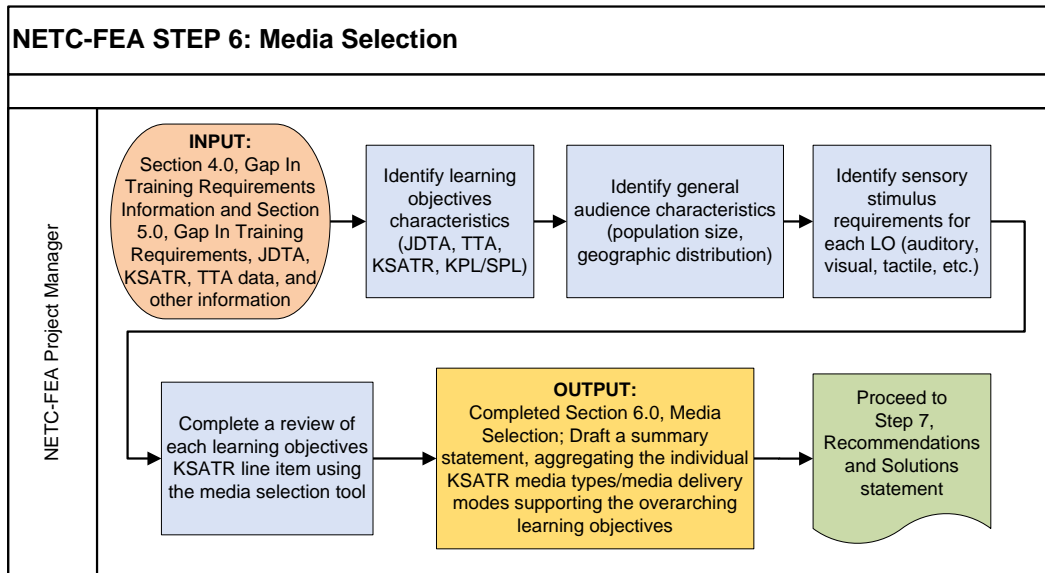 NETC-FEA STEP 6: Media Selection
NETC-FEA Project Manager
INPUT:
Section 4.0, Gap In
Training Requirements
Information and Section
5.0, Gap In Training
Requirements, JDTA,
KSATR, TTA data, and
other information
Identify learning
objectives
characteristics
(JDTA, TTA,
KSATR, KPL/SPL)
Identify general
audience characteristics
(population size,
geographic distribution)
Identify sensory
stimulus
requirements for
each LO (auditory,
visual, tactile, etc.)
Complete a review of
each learning objectives
KSATR line item using
the media selection tool
OUTPUT:
Completed Section 6.0, Media
Selection; Draft a summary
statement, aggregating the individual
KSATR media types/media delivery
modes supporting the overarching
learning objectives
Proceed to
Step 7,
Recommendations
and Solutions
statement